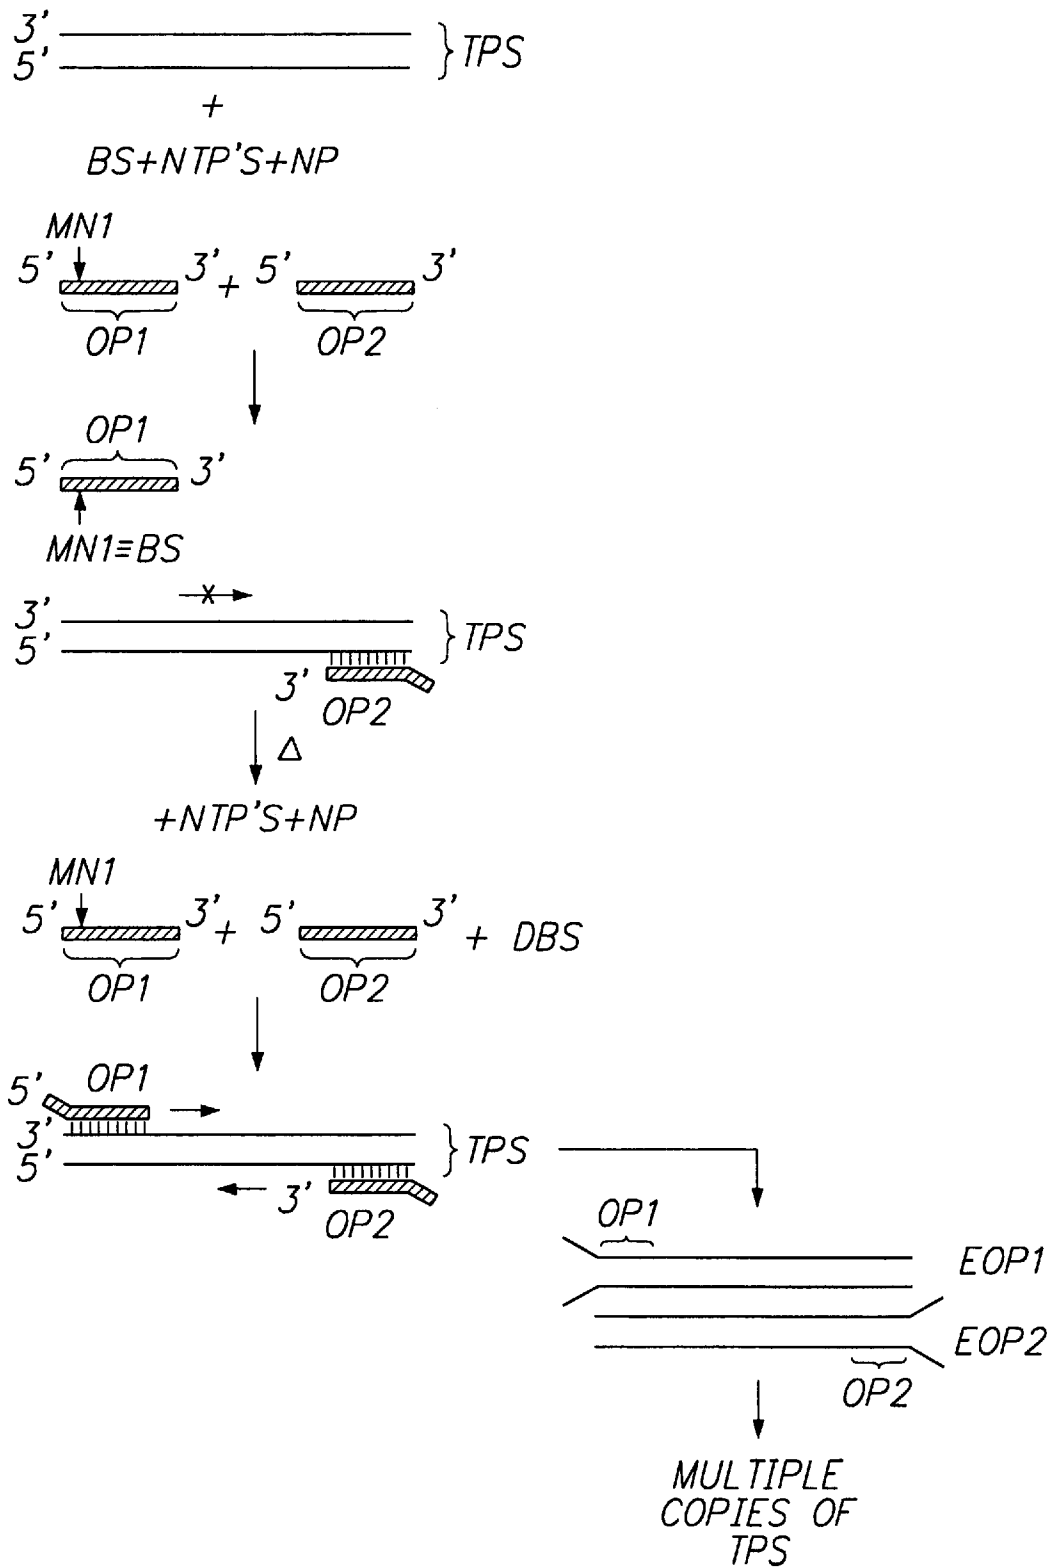 3'
5'
TPS
+
BS+NTP'S+NP
MN1
5' 3' + 5' 3'
OP1 OP2
OP1
5' 3'
MN1≡BS
X
3'
5'
TPS
3'
OP2
Δ
+NTP'S+NP
MN1
5' 3' + 5' 3' + DBS
OP1 OP2
5' OP1
3'
5'
TPS
3'
OP2
OP1
EOP1
EOP2
OP2
MULTIPLE
COPIES OF
TPS